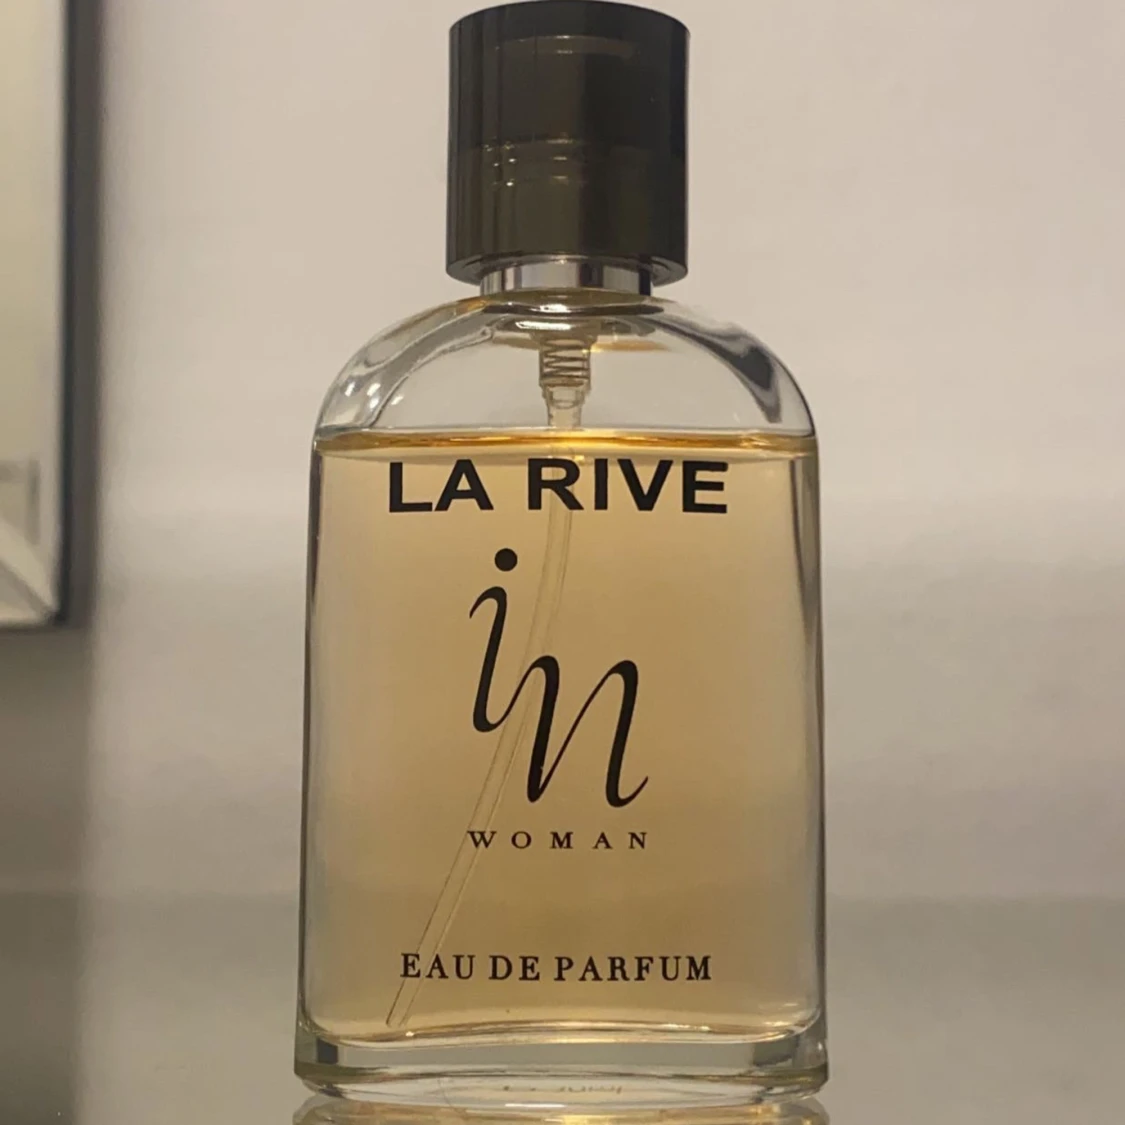 LA RIVE
in
WOMAN
EAU DE PARFUM